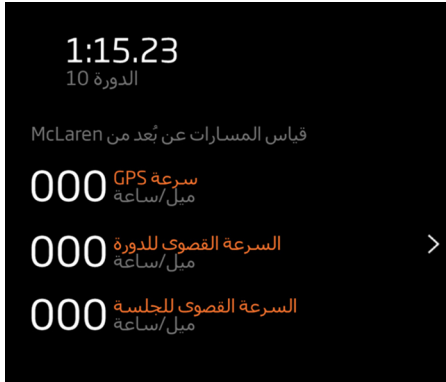 1:15.23
الدورة 10
قياس المسارات عن بُعد من McLaren
000 سرعة GPS
ميل/ساعة
000 السرعة القصوى للدورة
ميل/ساعة
000 السرعة القصوى للجلسة
ميل/ساعة